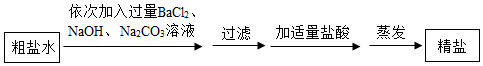 依次加入过量BaCl2、
NaOH、Na2CO3溶液
粗盐水
过滤
加适量盐酸
蒸发
精盐